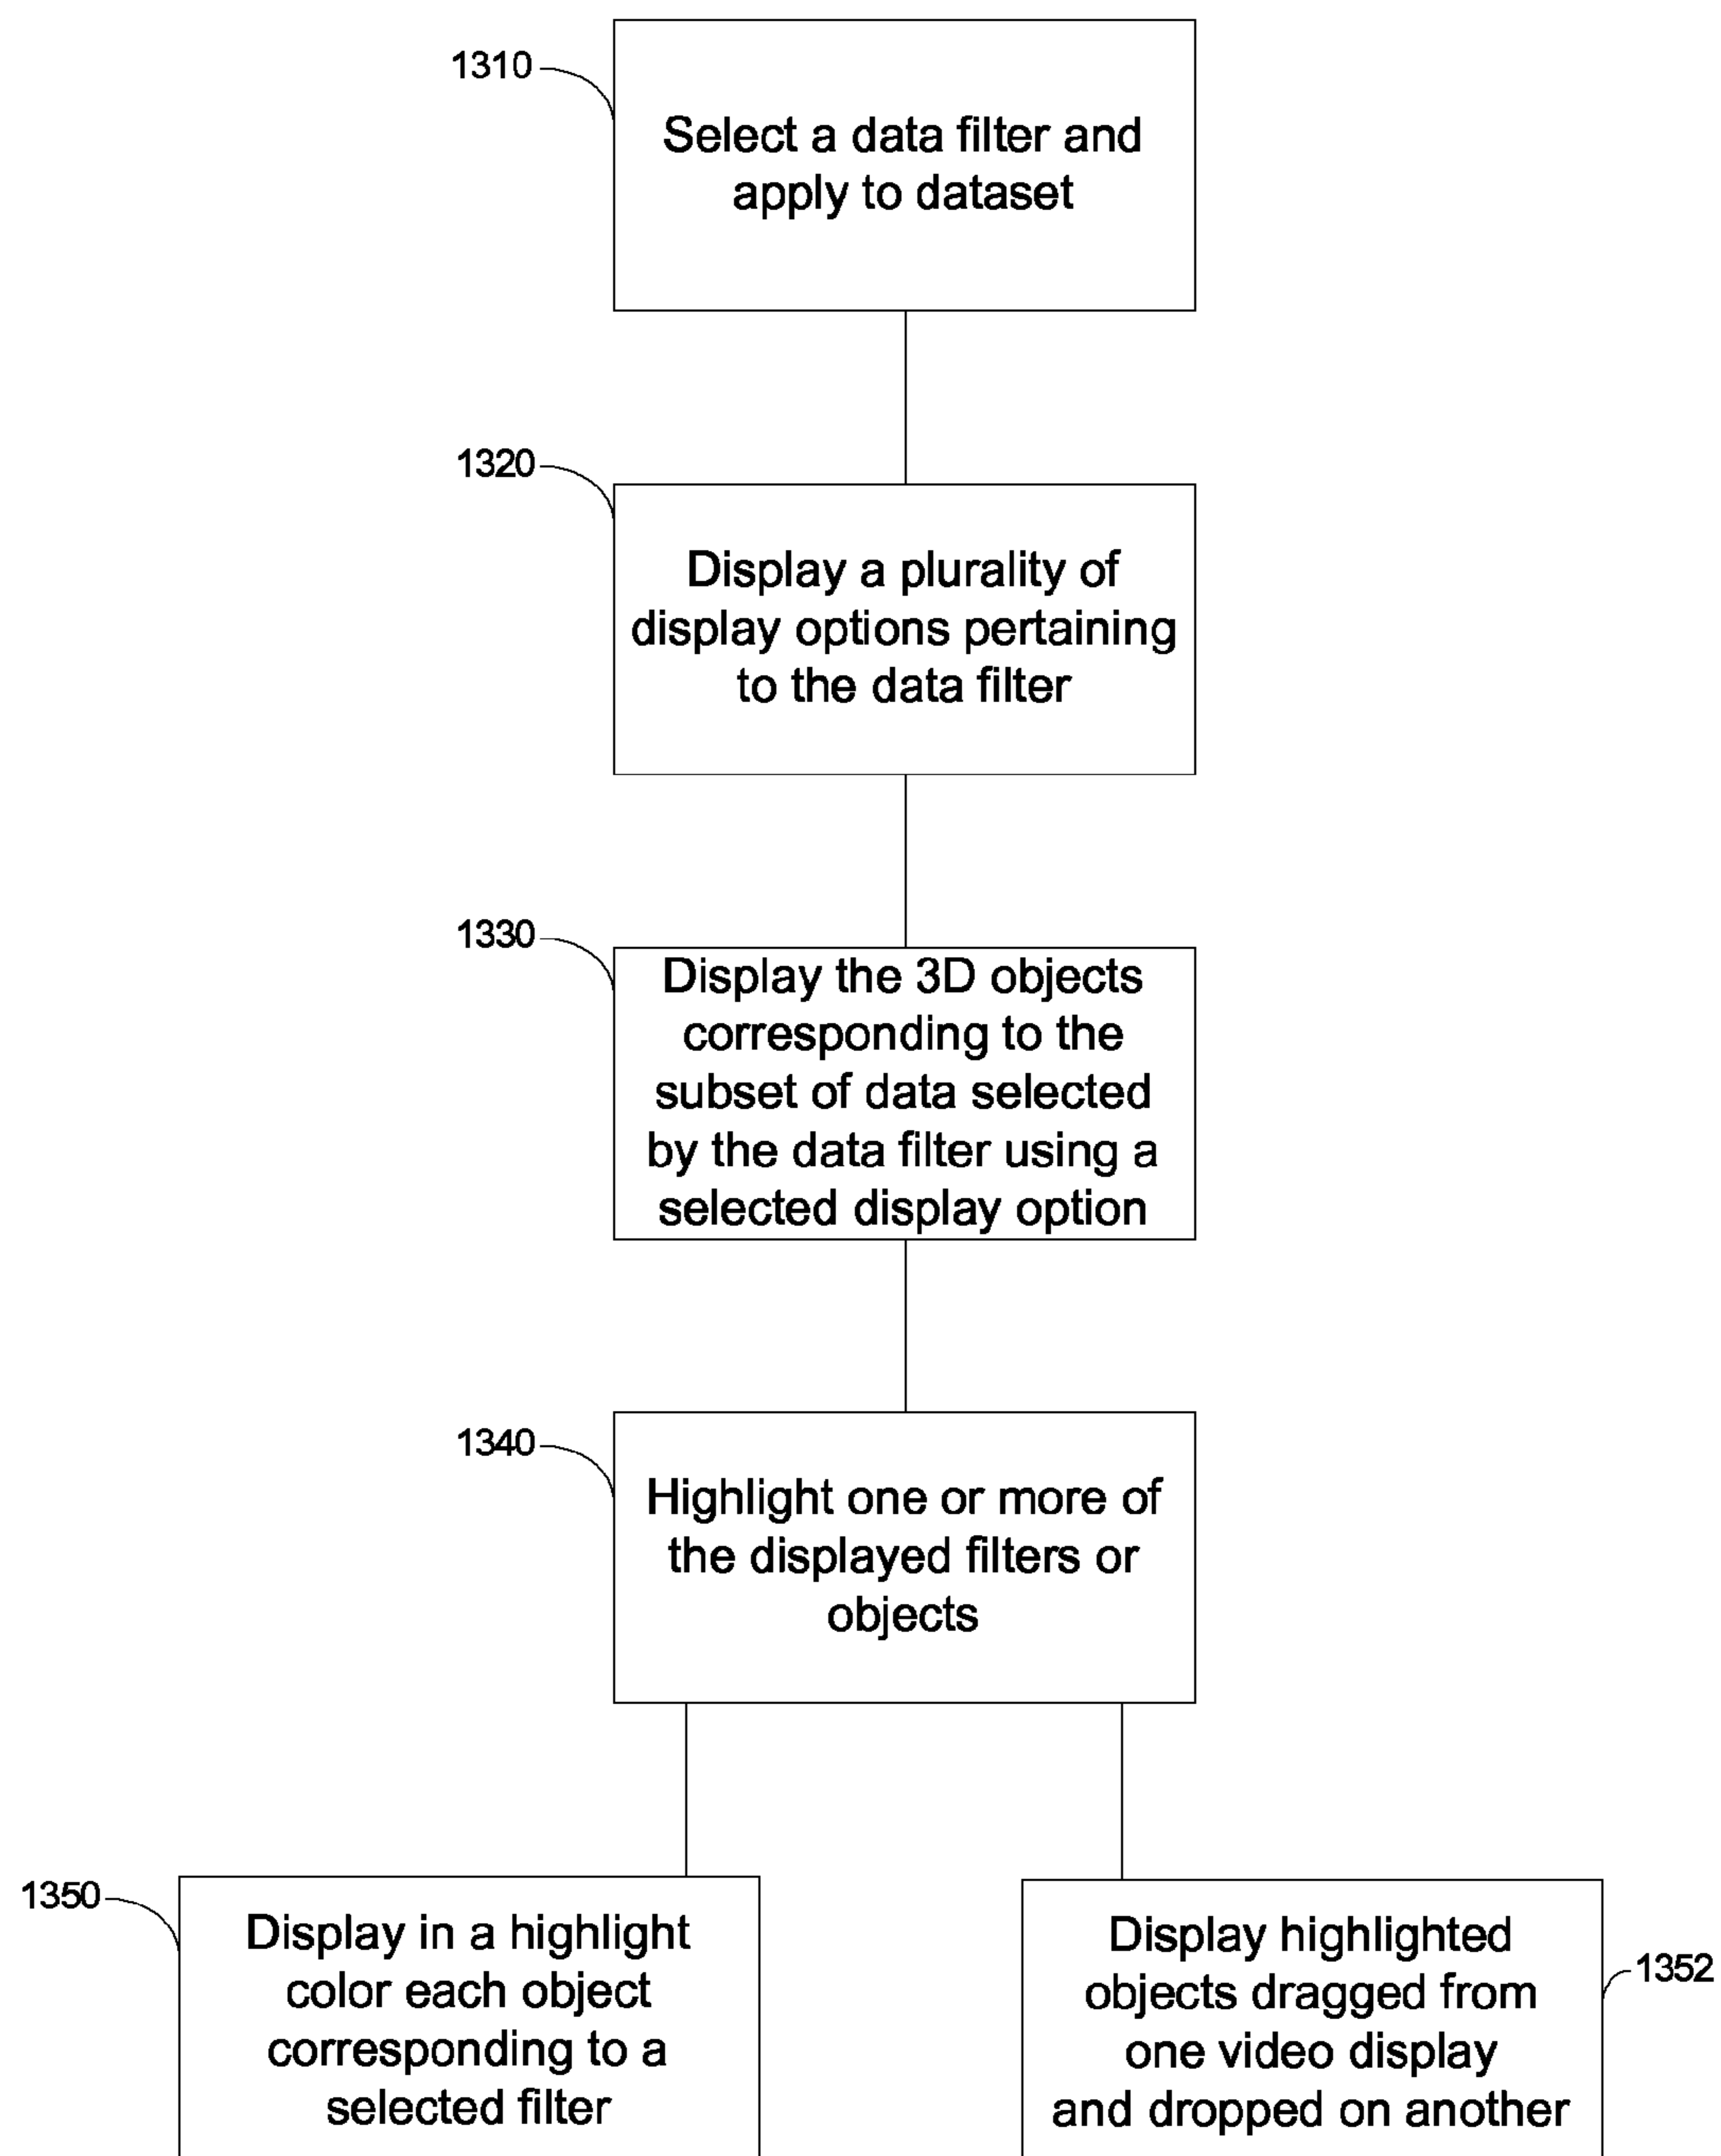 1310
Select a data filter and
apply to dataset
1320
Display a plurality of
display options pertaining
to the data filter
1330
Display the 3D objects
corresponding to the
subset of data selected
by the data filter using a
selected display option
1340
Highlight one or more of
the displayed filters or
objects
1350
Display in a highlight
color each object
corresponding to a
selected filter
Display highlighted
objects dragged from
one video display
and dropped on another
1352